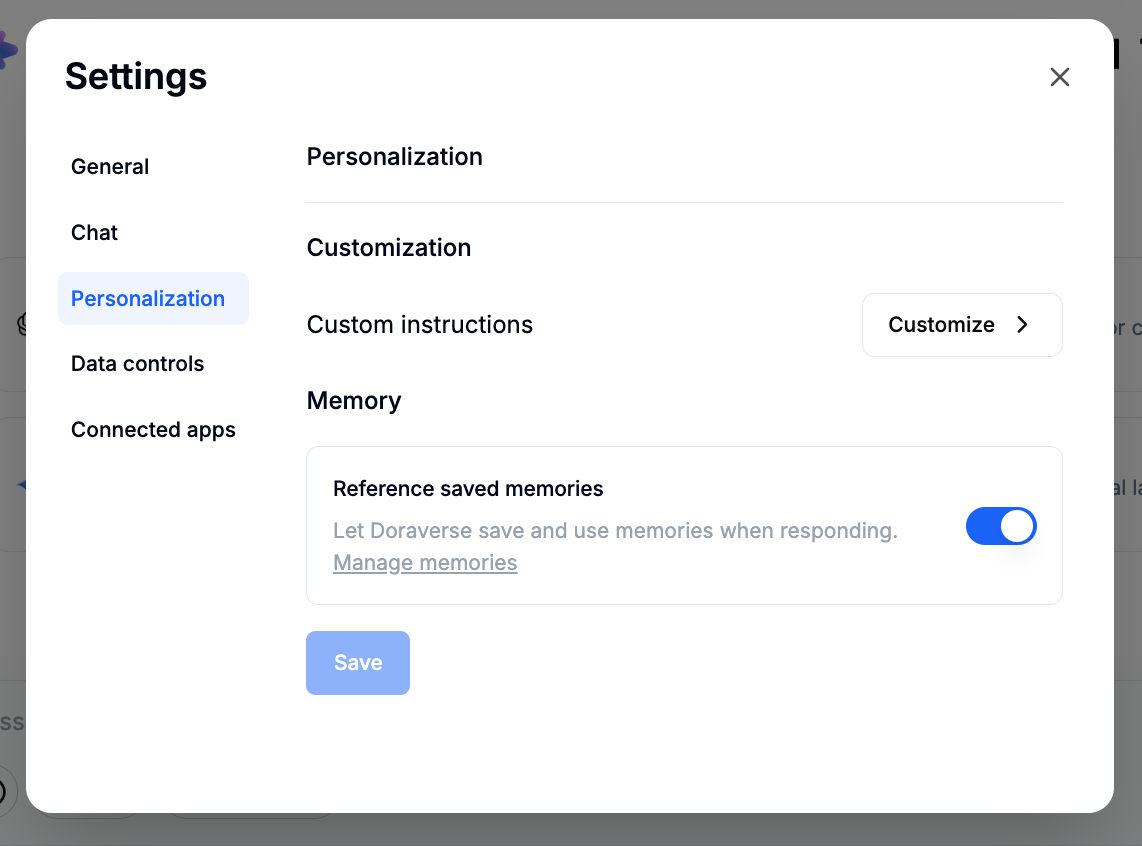 Settings
General
Chat
Personalization
Data controls
Connected apps
Personalization
Customization
Custom instructions
Customize
Memory
Reference saved memories
Let Doraverse save and use memories when responding.
Manage memories
Save